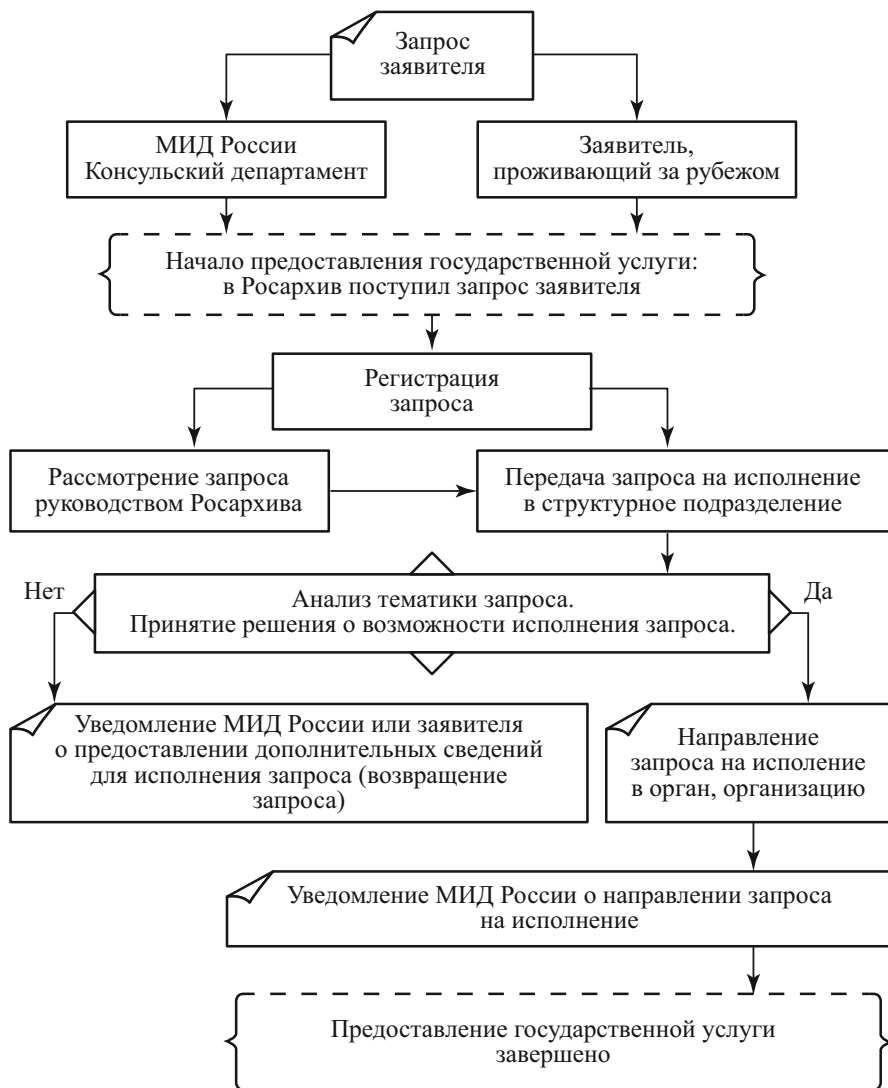 Запрос
заявителя
МИД России
Консульский департамент
Заявитель,
проживающий за рубежом
Начало предоставления государственной услуги:
в Росархив поступил запрос заявителя
Регистрация
запроса
Рассмотрение запроса
руководством Росархива
Передача запроса на исполнение
в структурное подразделение
Нет
Анализ тематики запроса.
Принятие решения о возможности исполнения запроса.
Да
Уведомление МИД России или заявителя
о предоставлении дополнительных сведений
для исполнения запроса (возвращение
запроса)
Направление
запроса на исполение
в орган, организацию
Уведомление МИД России о направлении запроса
на исполнение
Предоставление государственной услуги
завершено